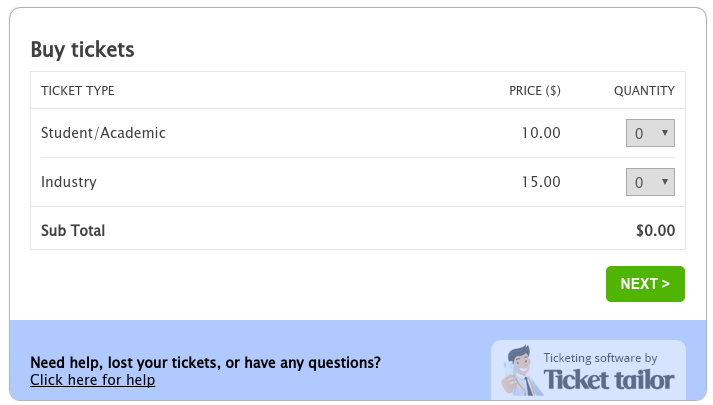 Buy tickets
TICKET TYPE PRICE ($) QUANTITY
Student/Academic 10.00 0
Industry 15.00 0
Sub Total $0.00
NEXT >
Need help, lost your tickets, or have any questions?
Click here for help
Ticketing software by
Ticket tailor